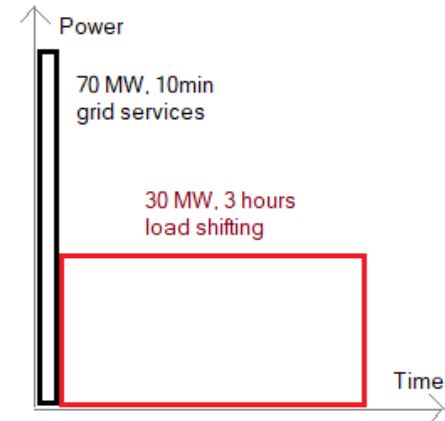 Power
70 MW, 10min
grid services
30 MW, 3 hours
load shifting
Time